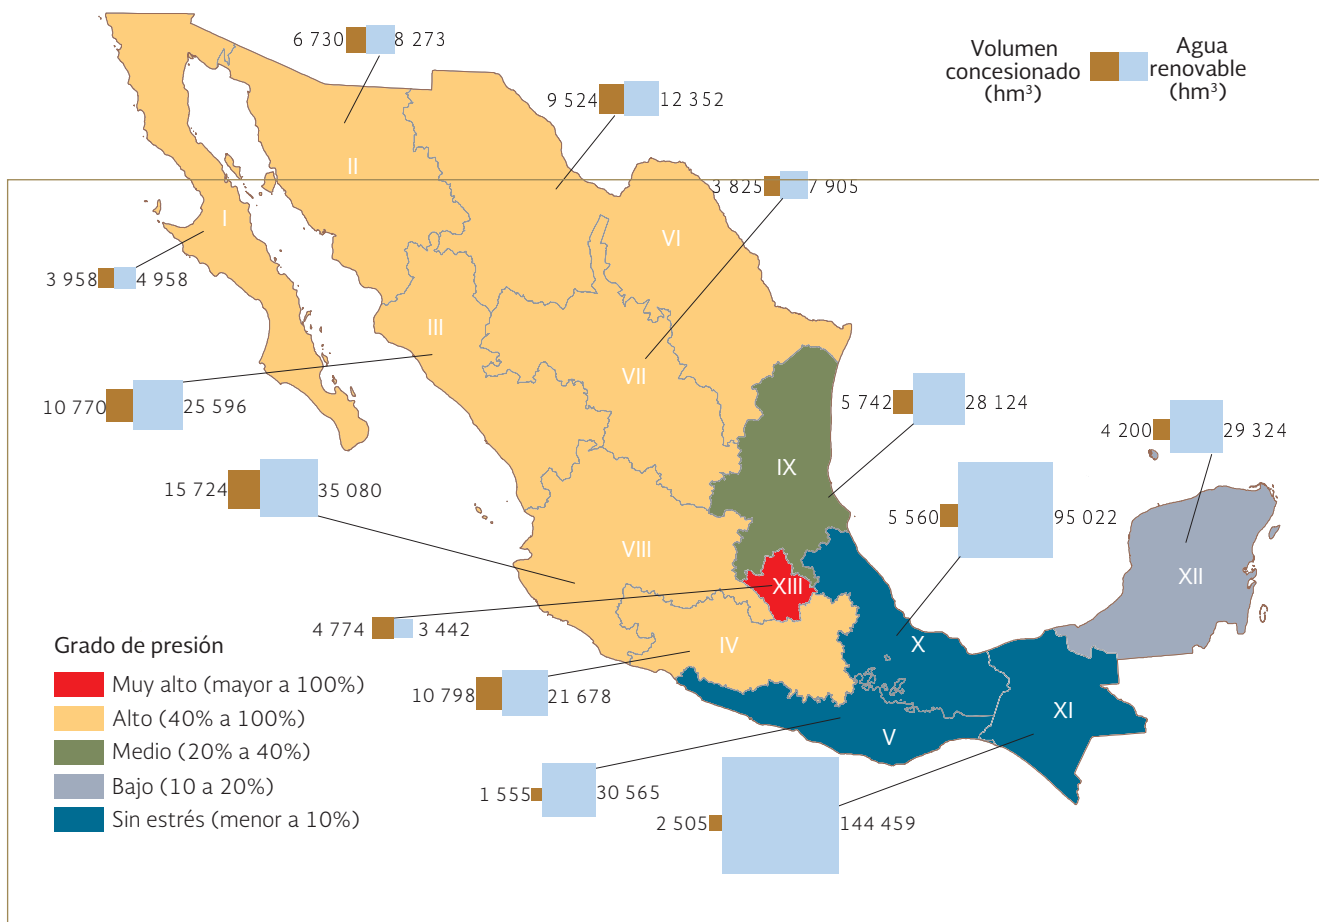 6 730 8 273
Volumen
concesionado
(hm³)
Agua
renovable
(hm³)
9 524 12 352
II
3 825 7 905
I
VI
3 958 4 958
III
VII
10 770 25 596
5 742 28 124
4 200 29 324
IX
15 724 35 080
5 560 95 022
VIII
XII
XIII
4 774 3 442
Grado de presión
IV
X
Muy alto (mayor a 100%)
10 798 21 678
Alto (40% a 100%)
XI
V
Medio (20% a 40%)
Bajo (10 a 20%)
1 555 30 565
Sin estrés (menor a 10%)
2 505 144 459